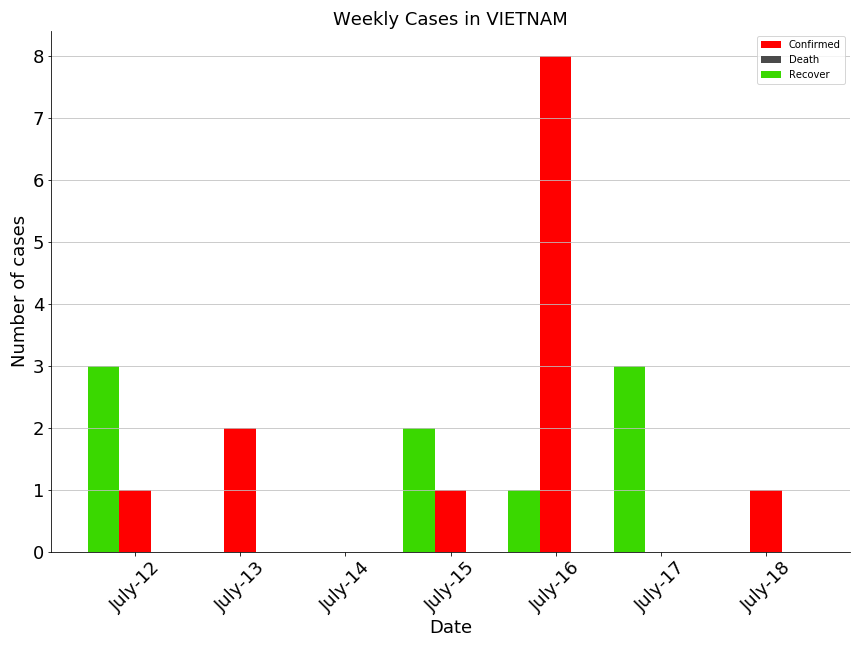 Weekly Cases in VIETNAM
Confirmed
Death
Recover
Number of cases
8
7
6
5
4
3
2
1
0
July-12
July-13
July-14
July-15
July-16
July-17
July-18
Date